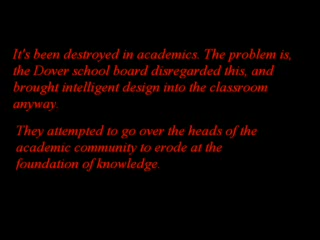 It's been destroyed in academics. The problem is,
the Dover school board disregarded this, and
brought intelligent design into the classroom
anyway.
They attempted to go over the heads of the
academic community to erode at the
foundation of knowledge.